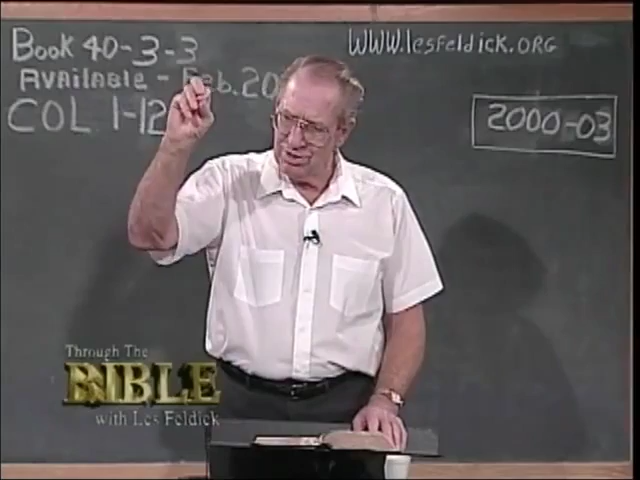 Book 40-3-3
WWW.lesfeldick.ORG
Available - Feb.20
COL 1-12
2000-03
Through The
BIBLE
with Les Feldick